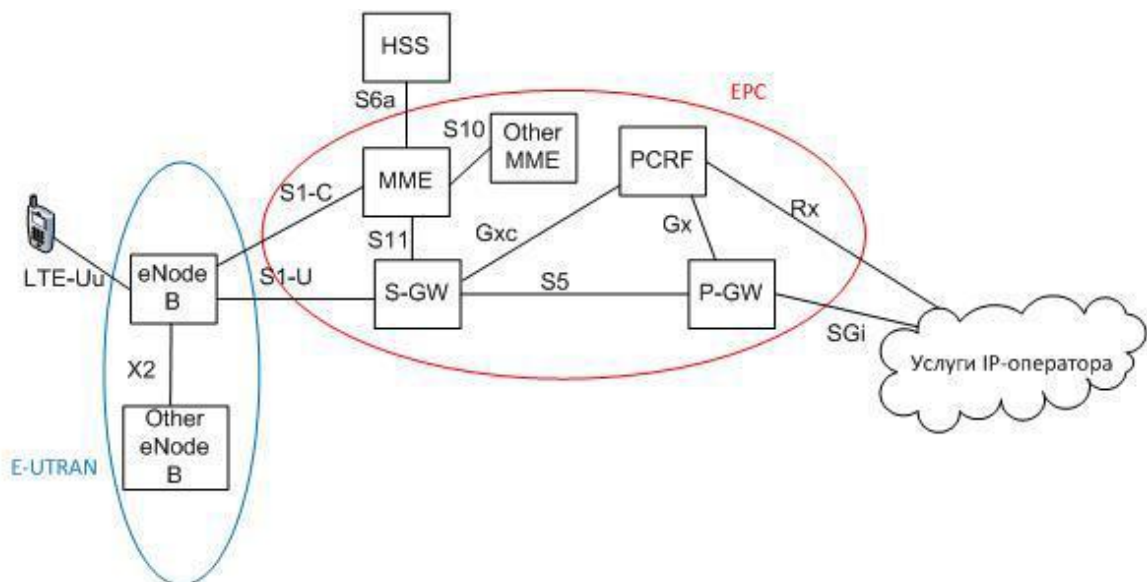 HSS
S6a
EPC
S10
Other
MME
PCRF
MME
S1-C
Rx
Gxc
Gx
S11
LTE-Uu
eNode
B
S1-U
S-GW
S5
P-GW
SGi
Услуги IP-оператора
X2
Other
eNode
B
E-UTRAN